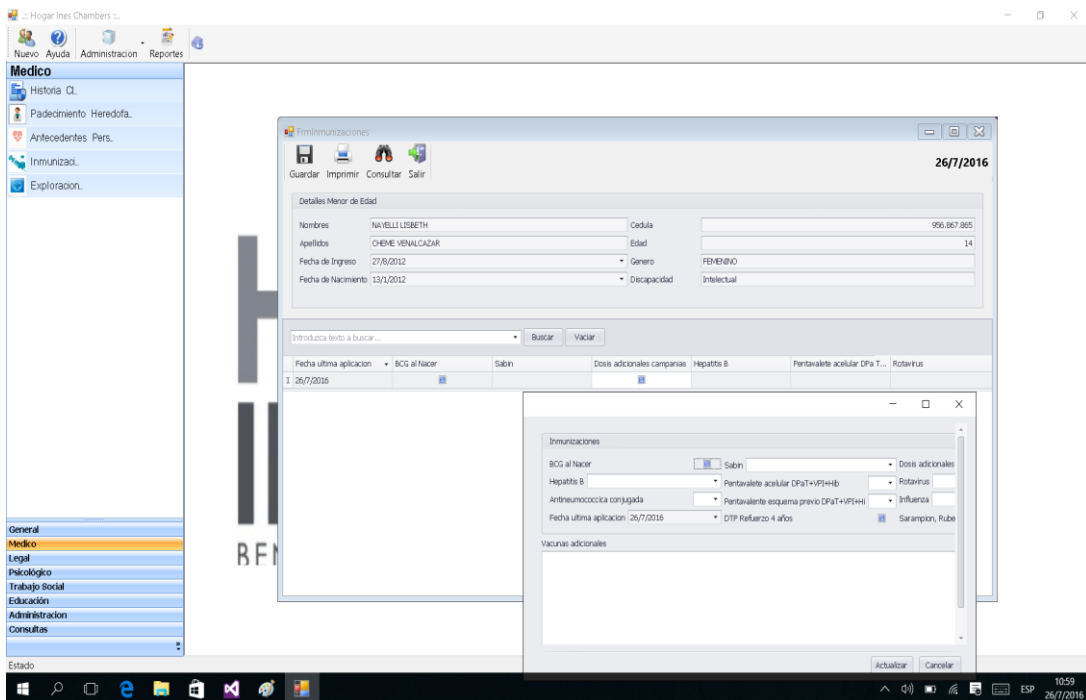 .: Hogar Ines Chambers :..
Nuevo Ayuda Administracion Reportes
Medico
Historia Cl..
Padecimiento Heredofa..
Antecedentes Pers..
Inmunizaci..
Exploracion..
General
Medico
Legal
Psicológico
Trabajo Social
Educación
Administracion
Consultas
Estado
BEN
FrmInmunizaciones
Guardar Imprimir Consultar Salir
26/7/2016
Detalles Menor de Edad
Nombres NAYELLI LISBETH Cedula 956.867.865
Apellidos CHEME VENALCAZAR Edad 14
Fecha de Ingreso 27/8/2012 Genero FEMENINO
Fecha de Nacimiento 13/1/2012 Discapacidad Intelectual
Introduzca texto a buscar... Buscar Vaciar
Fecha ultima aplicacion BCG al Nacer Sabin Dosis adicionales campanias Hepatitis B Pentavalete acelular DPa T... Rotavirus
26/7/2016
Inmunizaciones
BCG al Nacer Sabin Dosis adicionales
Hepatitis B Pentavalete acelular DPaT+VPI+Hib Rotavirus
Antineumococcica conjugada Pentavalente esquema previo DPaT+VPI+Hi Influenza
Fecha ultima aplicacion 26/7/2016 DTP Refuerzo 4 años Sarampion, Rube
Vacunas adicionales
Actualizar Cancelar
ESP 10:59
26/7/2016